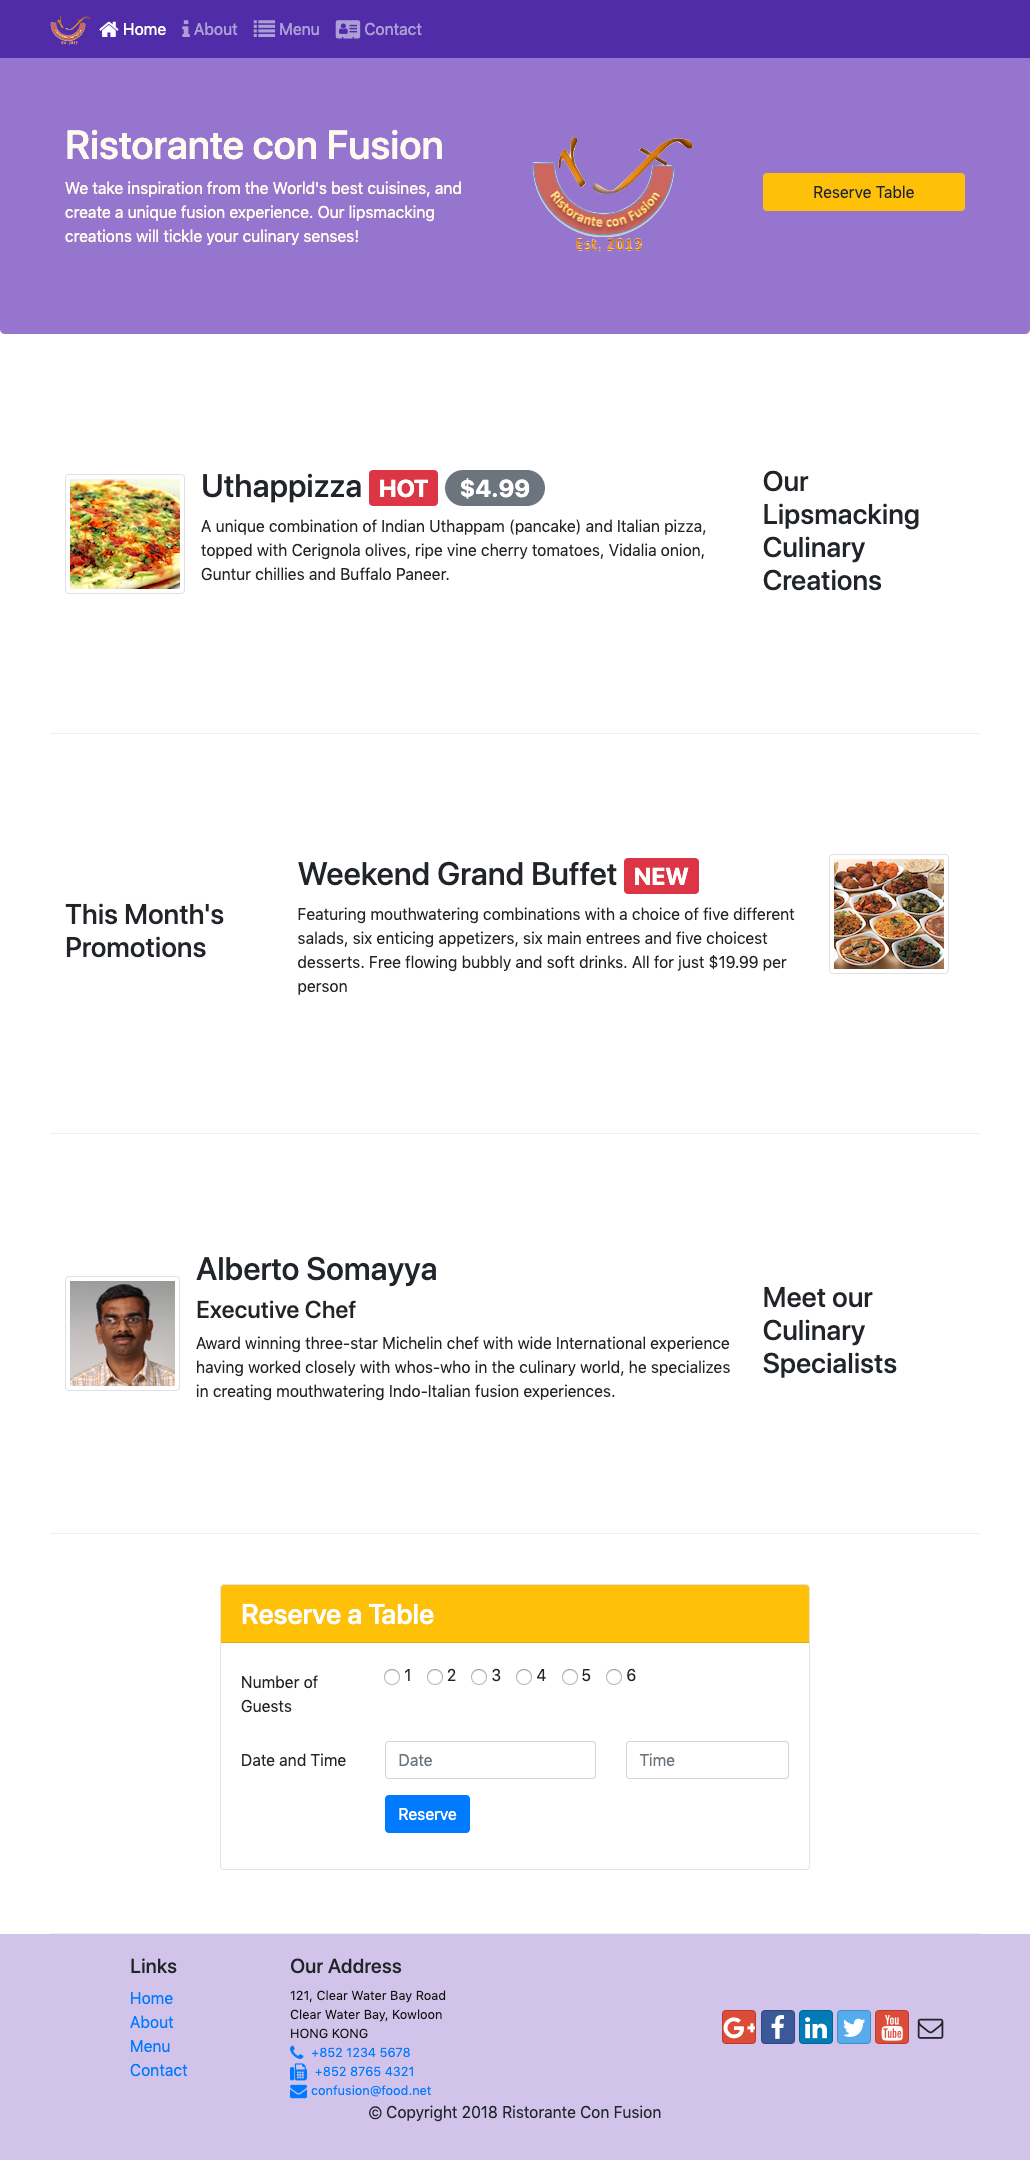 Home About Menu Contact
Ristorante con Fusion
We take inspiration from the World's best cuisines, and
create a unique fusion experience. Our lipsmacking
creations will tickle your culinary senses!
Ristorante con Fusion
Est. 2013
Reserve Table
Uthappizza HOT $4.99
A unique combination of Indian Uthappam (pancake) and Italian pizza,
topped with Cerignola olives, ripe vine cherry tomatoes, Vidalia onion,
Guntur chillies and Buffalo Paneer.
Our
Lipsmacking
Culinary
Creations
This Month's
Promotions
Weekend Grand Buffet NEW
Featuring mouthwatering combinations with a choice of five different
salads, six enticing appetizers, six main entrees and five choicest
desserts. Free flowing bubbly and soft drinks. All for just $19.99 per
person
Alberto Somayya
Executive Chef
Award winning three-star Michelin chef with wide International experience
having worked closely with whos-who in the culinary world, he specializes
in creating mouthwatering Indo-Italian fusion experiences.
Meet our
Culinary
Specialists
Reserve a Table
Number of
Guests
1 2 3 4 5 6
Date and Time
Date
Time
Reserve
Links
Home
About
Menu
Contact
Our Address
121, Clear Water Bay Road
Clear Water Bay, Kowloon
HONG KONG
+852 1234 5678
+852 8765 4321
confusion@food.net
G+ f in You
Tube
© Copyright 2018 Ristorante Con Fusion